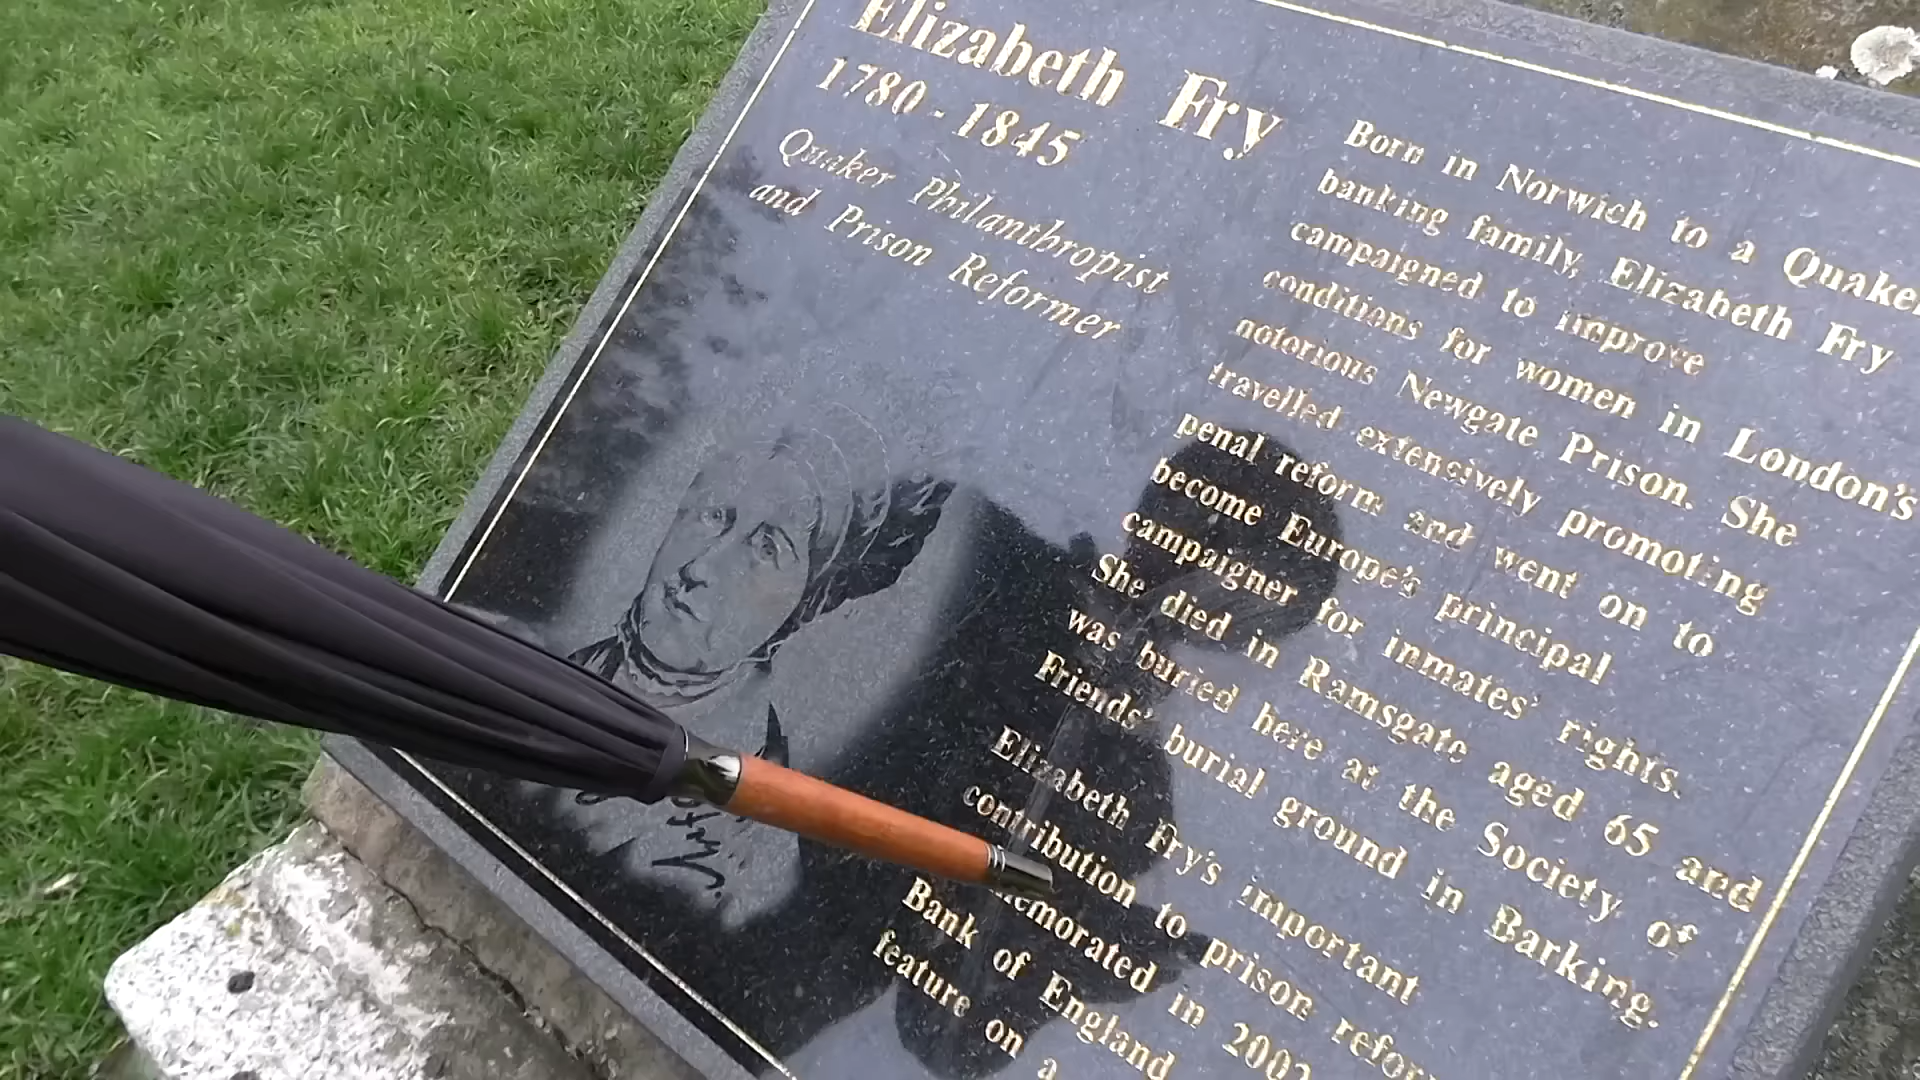 Elizabeth Fry
1780 - 1845
Quaker Philanthropist
and Prison Reformer
Born in Norwich to a Quaker
banking family, Elizabeth Fry
campaigned to improve
conditions for women in London's
notorious Newgate Prison. She
travelled extensively promoting
penal reform and went on to
become Europe's principal
campaigner for inmates' rights.
She died in Ramsgate aged 65 and
was buried here at the Society of
Friends' burial ground in Barking.
Elizabeth Fry's important
contribution to prison
in
Bank of England
feature on a